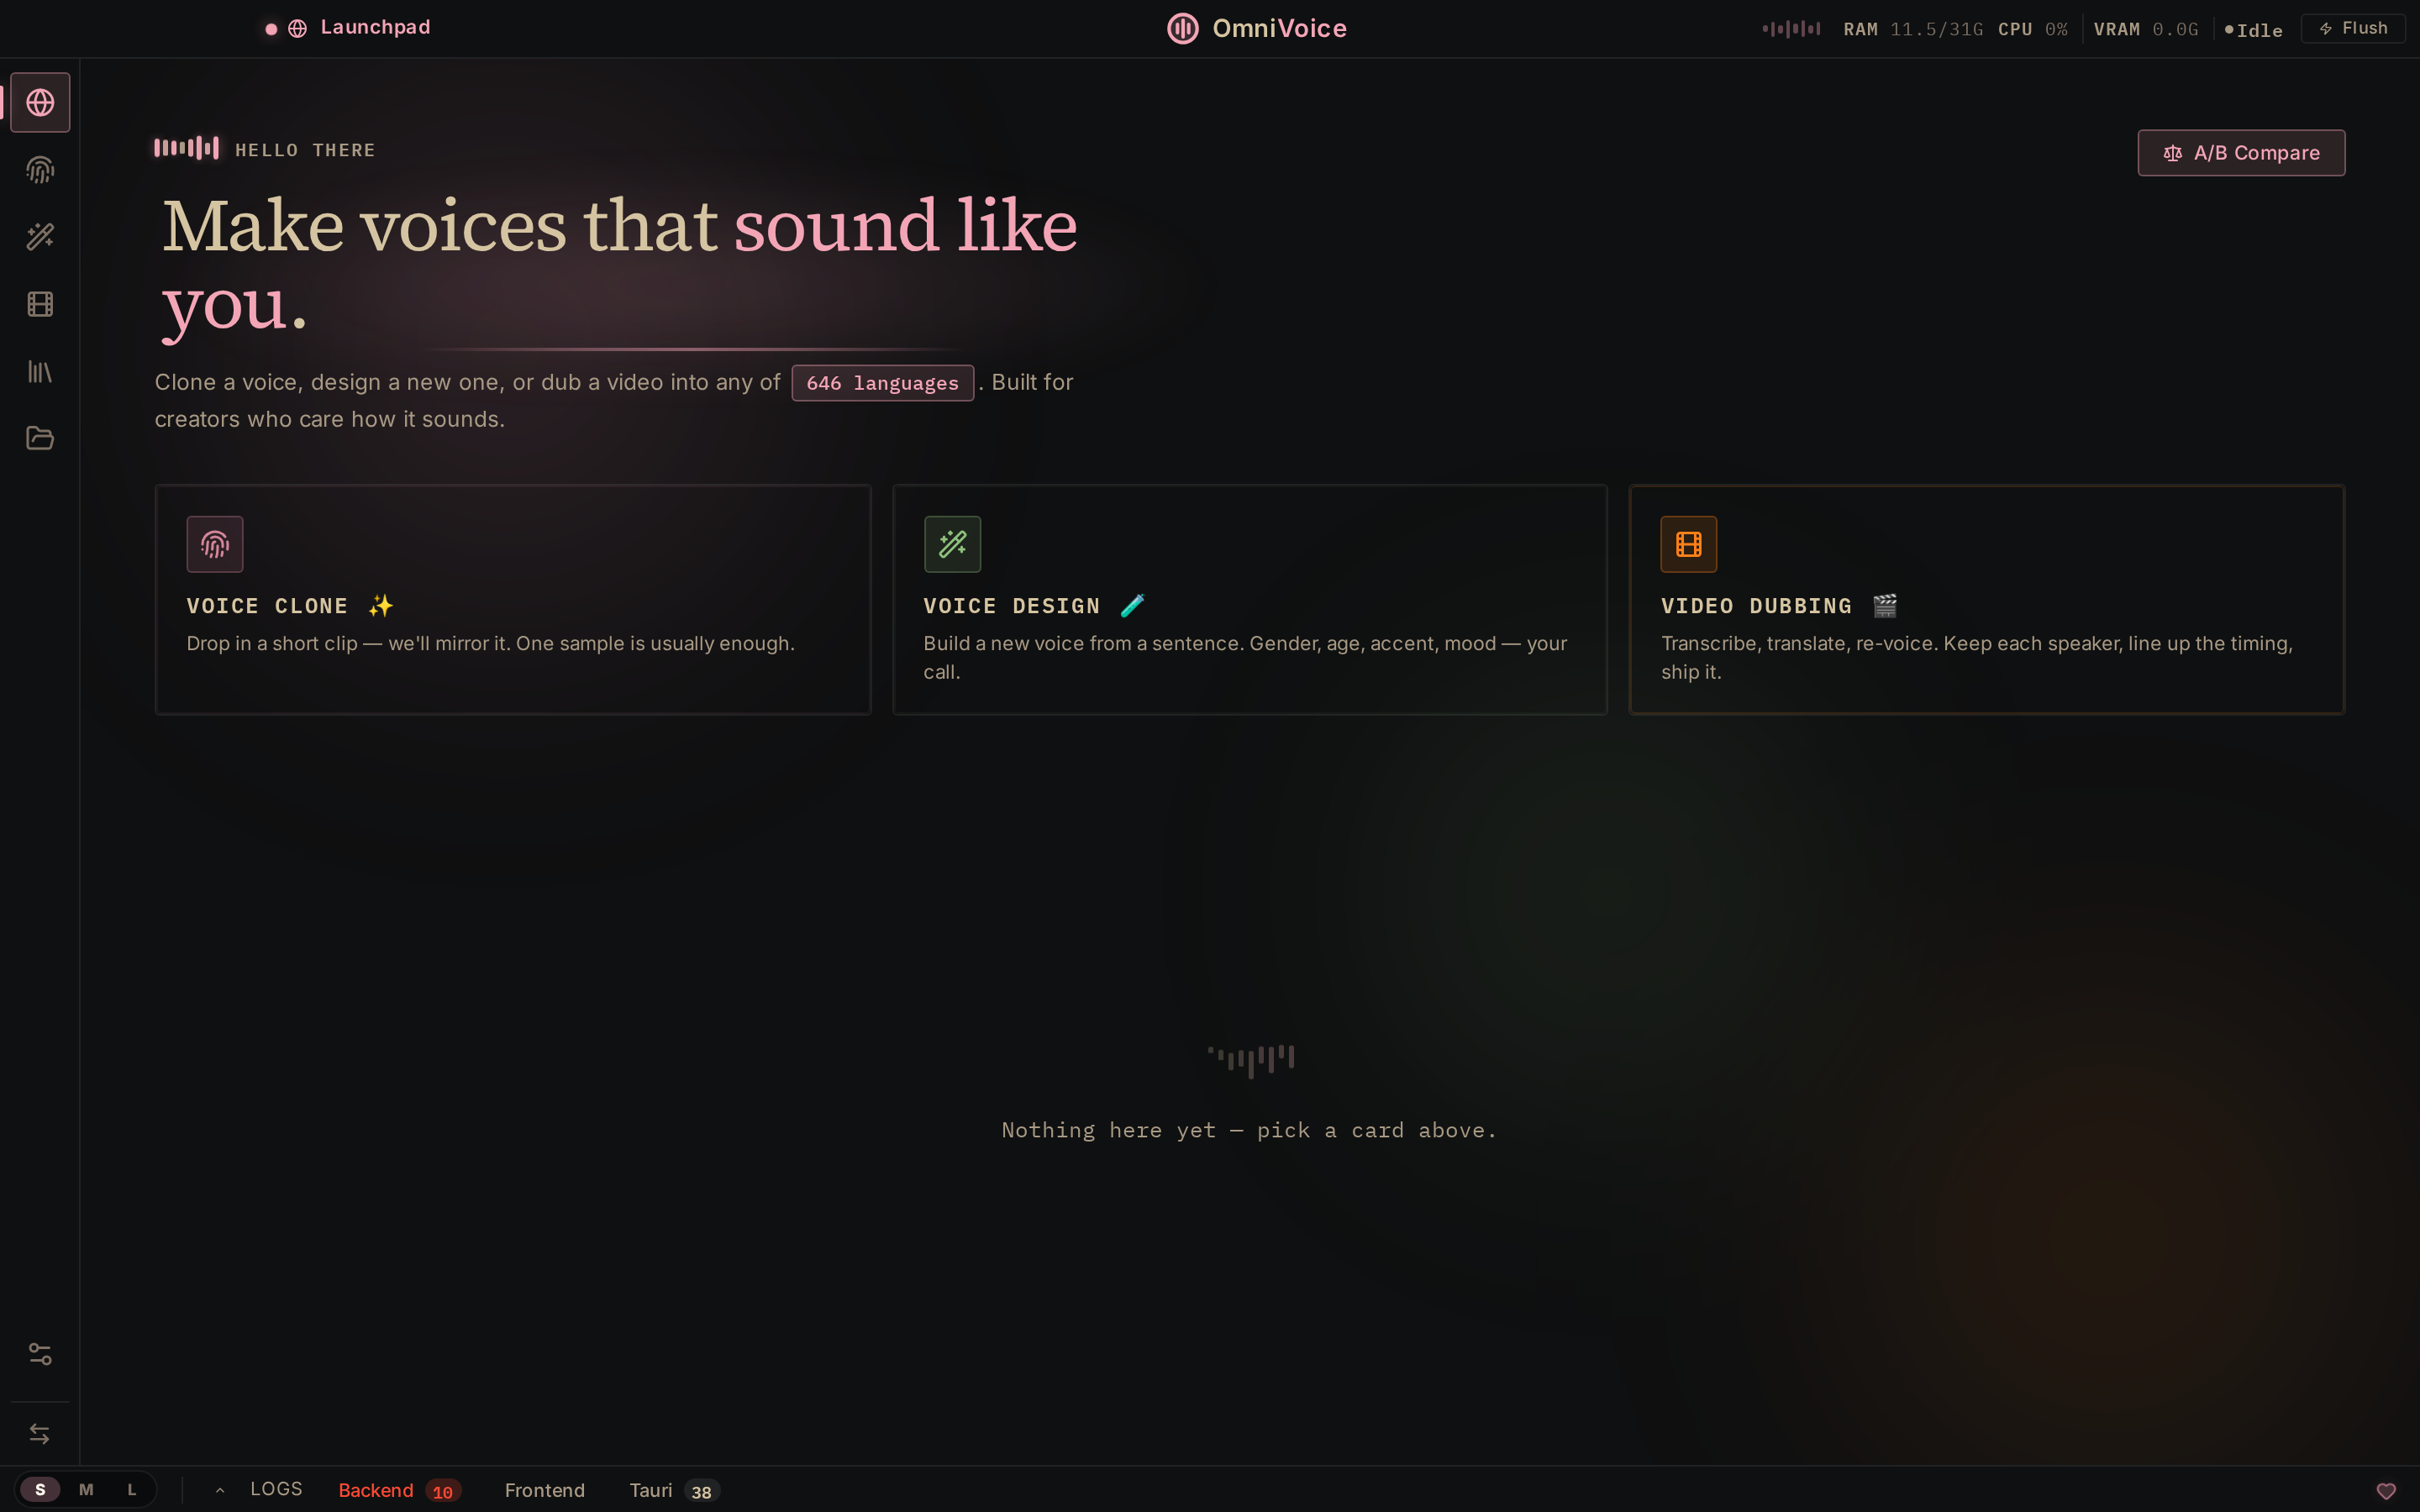 Launchpad
OmniVoice
RAM 11.5/31G CPU 0% VRAM 0.0G Idle Flush
HELLO THERE
A/B Compare
Make voices that sound like
you.
Clone a voice, design a new one, or dub a video into any of 646 languages. Built for
creators who care how it sounds.
VOICE CLONE ✨
Drop in a short clip — we'll mirror it. One sample is usually enough.
VOICE DESIGN 🧪
Build a new voice from a sentence. Gender, age, accent, mood — your
call.
VIDEO DUBBING 🎬
Transcribe, translate, re-voice. Keep each speaker, line up the timing,
ship it.
Nothing here yet — pick a card above.
S M L LOGS Backend 10 Frontend Tauri 38